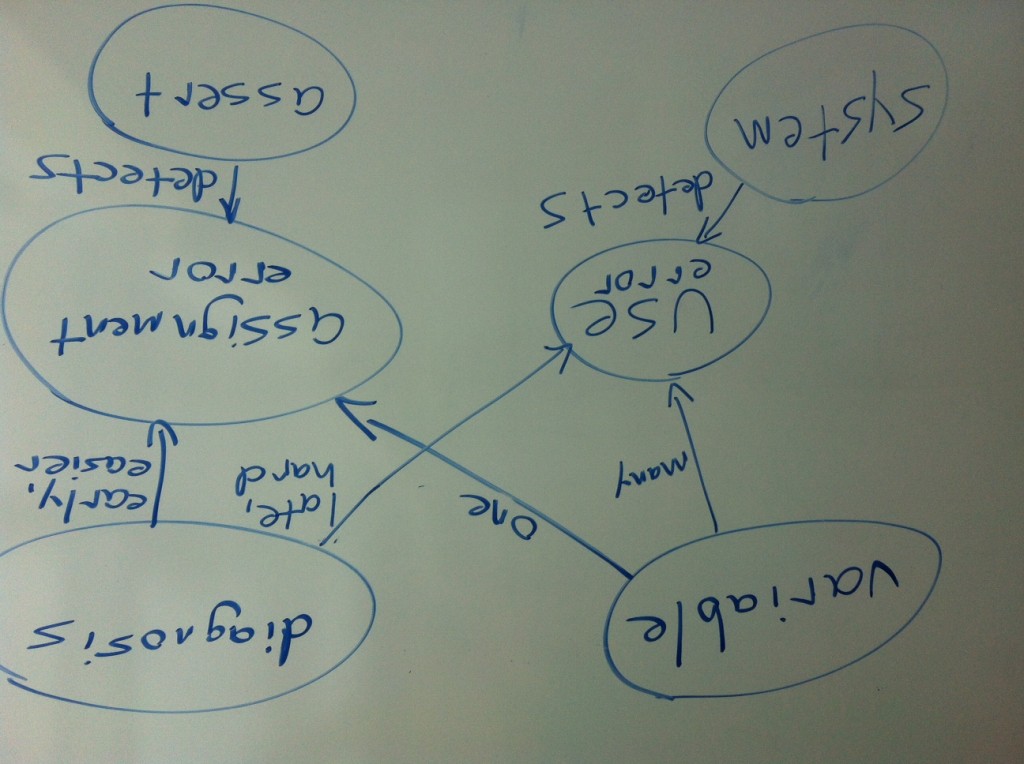 variable
diagnosis
one
many
late,
hard
early,
easier
use
error
assignment
error
detects
detects
system
assert